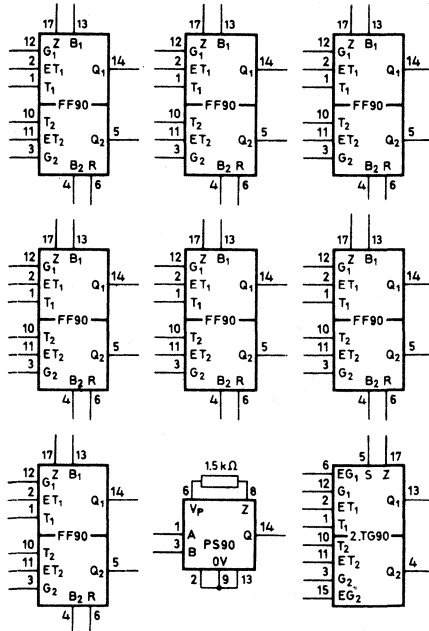 17 13
Z B₁
12 G₁
2 ET₁ Q₁ 14
1 T₁
FF90
10 T₂
11 ET₂ Q₂ 5
3 G₂
B₂ R
4 6
17 13
Z B₁
12 G₁
2 ET₁ Q₁ 14
1 T₁
FF90
10 T₂
11 ET₂ Q₂ 5
3 G₂
B₂ R
4 6
17 13
Z B₁
12 G₁
2 ET₁ Q₁ 14
1 T₁
FF90
10 T₂
11 ET₂ Q₂ 5
3 G₂
B₂ R
4 6
17 13
Z B₁
12 G₁
2 ET₁ Q₁ 14
1 T₁
FF90
10 T₂
11 ET₂ Q₂ 5
3 G₂
B₂ R
4 6
17 13
Z B₁
12 G₁
2 ET₁ Q₁ 14
1 T₁
FF90
10 T₂
11 ET₂ Q₂ 5
3 G₂
B₂ R
4 6
17 13
Z B₁
12 G₁
2 ET₁ Q₁ 14
1 T₁
FF90
10 T₂
11 ET₂ Q₂ 5
3 G₂
B₂ R
4 6
17 13
Z B₁
12 G₁
2 ET₁ Q₁ 14
1 T₁
FF90
10 T₂
11 ET₂ Q₂ 5
3 G₂
B₂ R
4 6
1.5 kΩ
6 8
Vₚ Z
1 A Q 14
3 B PS90
0V
2 9 13
5 17
6 EG₁ S Z
12 G₁
2 ET₁ Q₁ 13
1 T₁
2.TG90
10 T₂
11 ET₂
3 G₂ Q₂ 4
15 EG₂